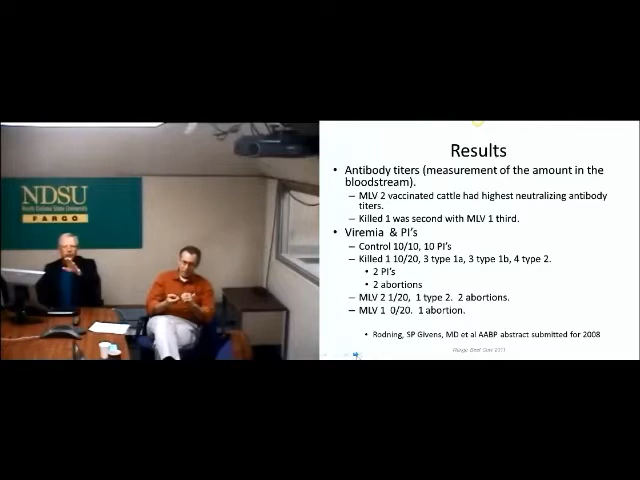 NDSU
North Dakota State University
FARGO
Results
• Antibody titers (measurement of the amount in the
bloodstream).
– MLV 2 vaccinated cattle had highest neutralizing antibody
titers.
– Killed 1 was second with MLV 1 third.
• Viremia & PI's
– Control 10/10, 10 PI's
– Killed 1 10/20, 3 type 1a, 3 type 1b, 4 type 2.
• 2 PI's
• 2 abortions
– MLV 2 1/20, 1 type 2. 2 abortions.
– MLV 1 0/20. 1 abortion.
• Rodning, SP Givens, MD et al AABP abstract submitted for 2008
Range Beef Cow 2011